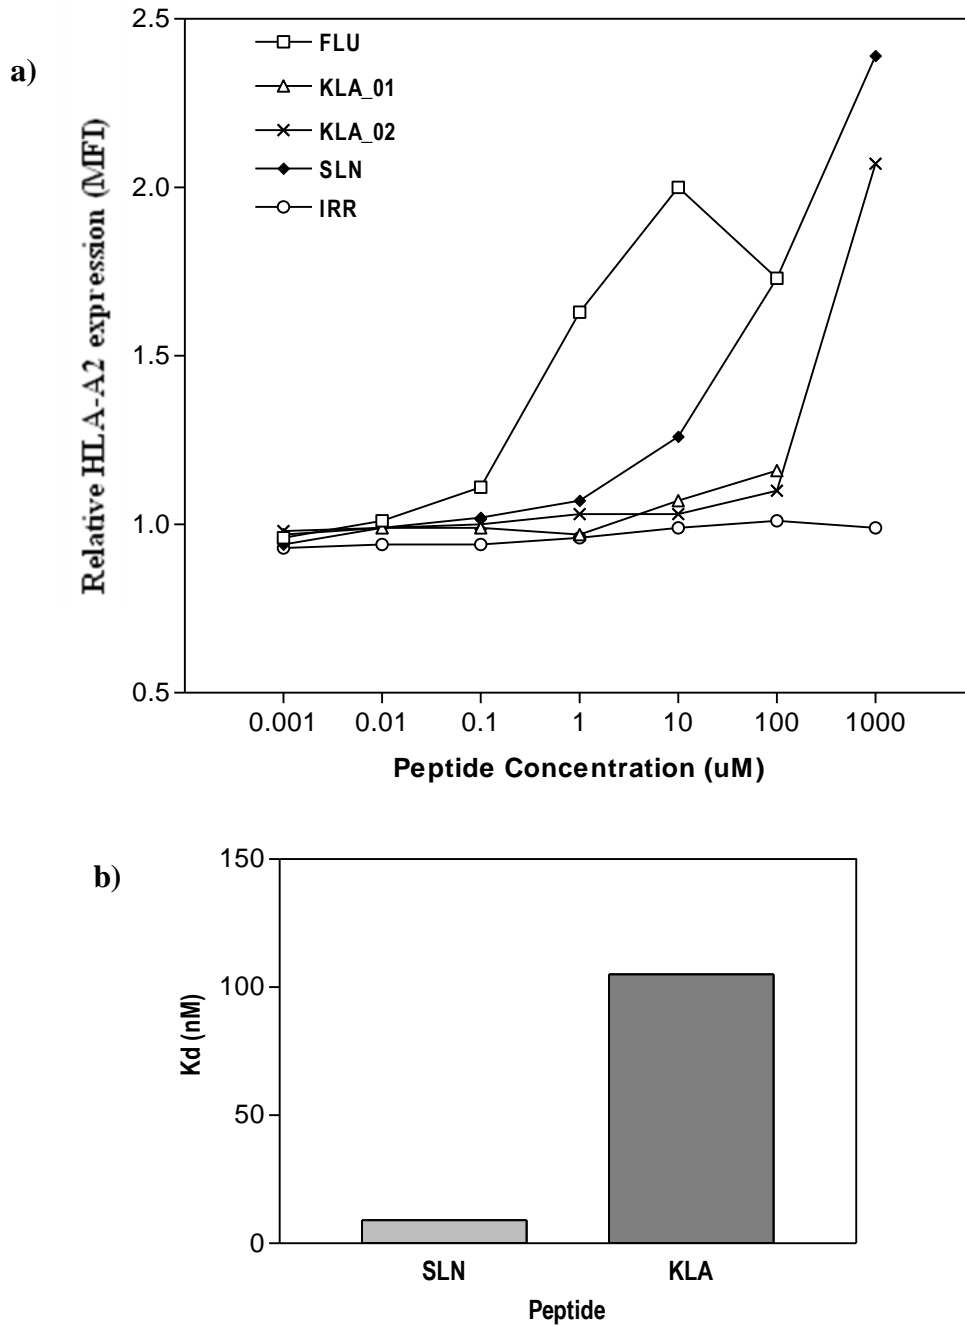 a)
2.5
2.0
1.5
1.0
0.5
Relative HLA-A2 expression (MFI)
FLU
KLA_01
KLA_02
SLN
IRR
0.001 0.01 0.1 1 10 100 1000
Peptide Concentration (uM)
b)
150
100
50
0
Kd (nM)
SLN KLA
Peptide